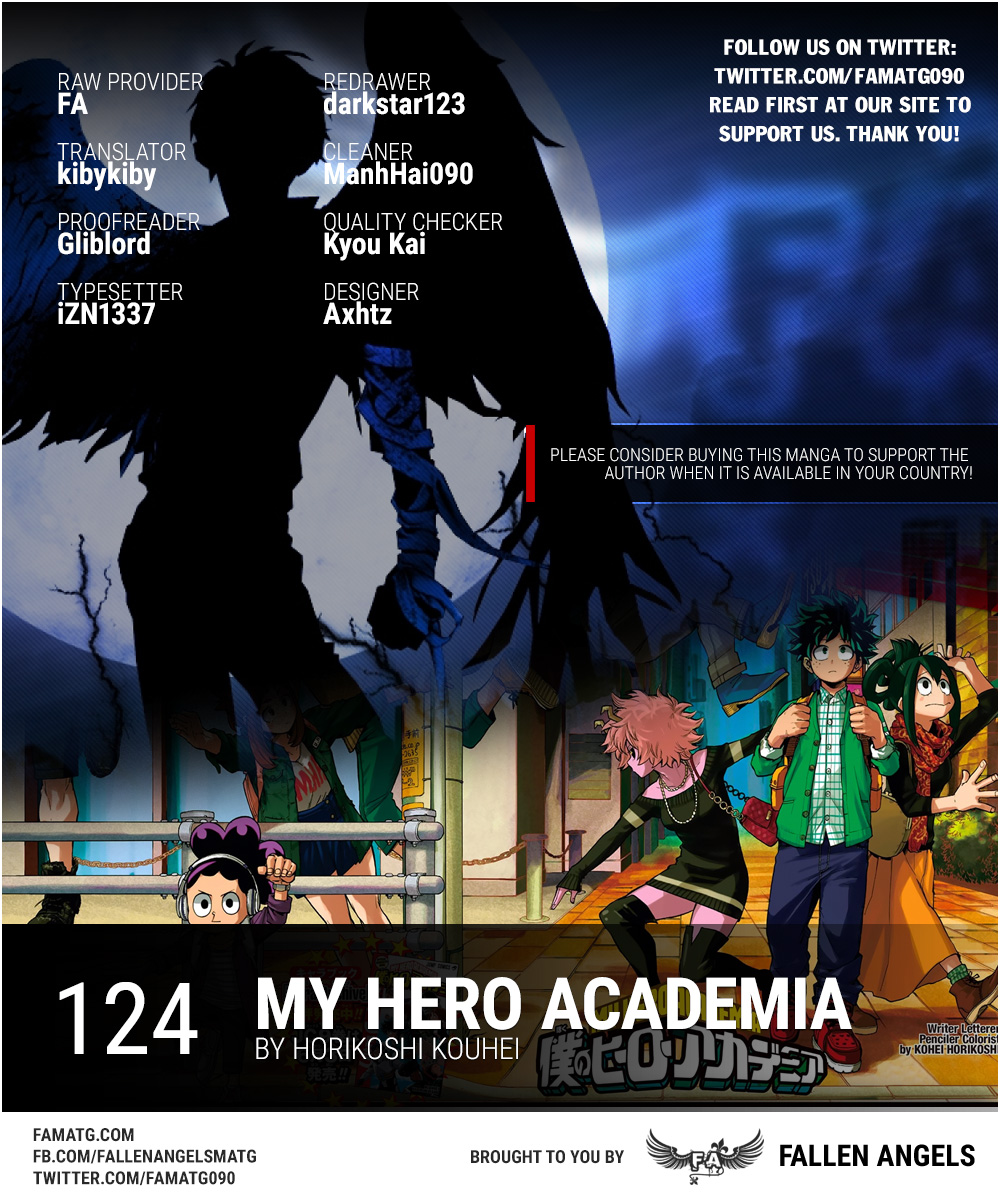 RAW PROVIDER
FA
TRANSLATOR
kibykiby
PROOFREADER
Gliblord
TYPESETTER
iZN1337
REDRAWER
darkstar123
CLEANER
ManhHai090
QUALITY CHECKER
Kyou Kai
DESIGNER
Axhtz
FOLLOW US ON TWITTER:
TWITTER.COM/FAMATG090
READ FIRST AT OUR SITE TO
SUPPORT US. THANK YOU!
PLEASE CONSIDER BUYING THIS MANGA TO SUPPORT THE
AUTHOR WHEN IT IS AVAILABLE IN YOUR COUNTRY!
124
MY HERO ACADEMIA
BY HORIKOSHI KOUHEI
僕のヒーローアカデミア
Writer Letterer
Penciler Colorist
by KOHEI HORIKOSHI
FAMATG.COM
FB.COM/FALLENANGELSMATG
TWITTER.COM/FAMATG090
BROUGHT TO YOU BY
FA
FALLEN ANGELS